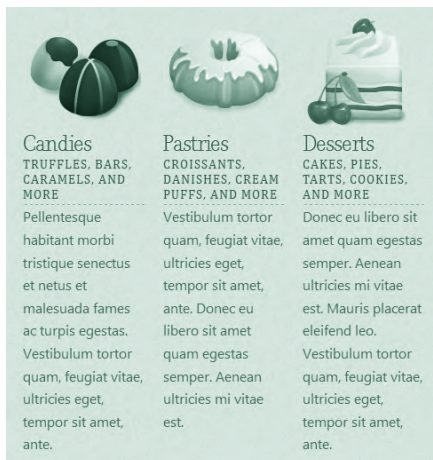 Candies
TRUFFLES, BARS,
CARAMELS, AND
MORE
Pellentesque
habitant morbi
tristique senectus
et netus et
malesuada fames
ac turpis egestas.
Vestibulum tortor
quam, feugiat vitae,
ultricies eget,
tempor sit amet,
ante.
Pastries
CROISSANTS,
DANISHES, CREAM
PUFFS, AND MORE
Vestibulum tortor
quam, feugiat vitae,
ultricies eget,
tempor sit amet,
ante. Donec eu
libero sit amet
quam egestas
semper. Aenean
ultricies mi vitae
est.
Desserts
CAKES, PIES,
TARTS, COOKIES,
AND MORE
Donec eu libero sit
amet quam egestas
semper. Aenean
ultricies mi vitae
est. Mauris placerat
eleifend leo.
Vestibulum tortor
quam, feugiat vitae,
ultricies eget,
tempor sit amet,
ante.